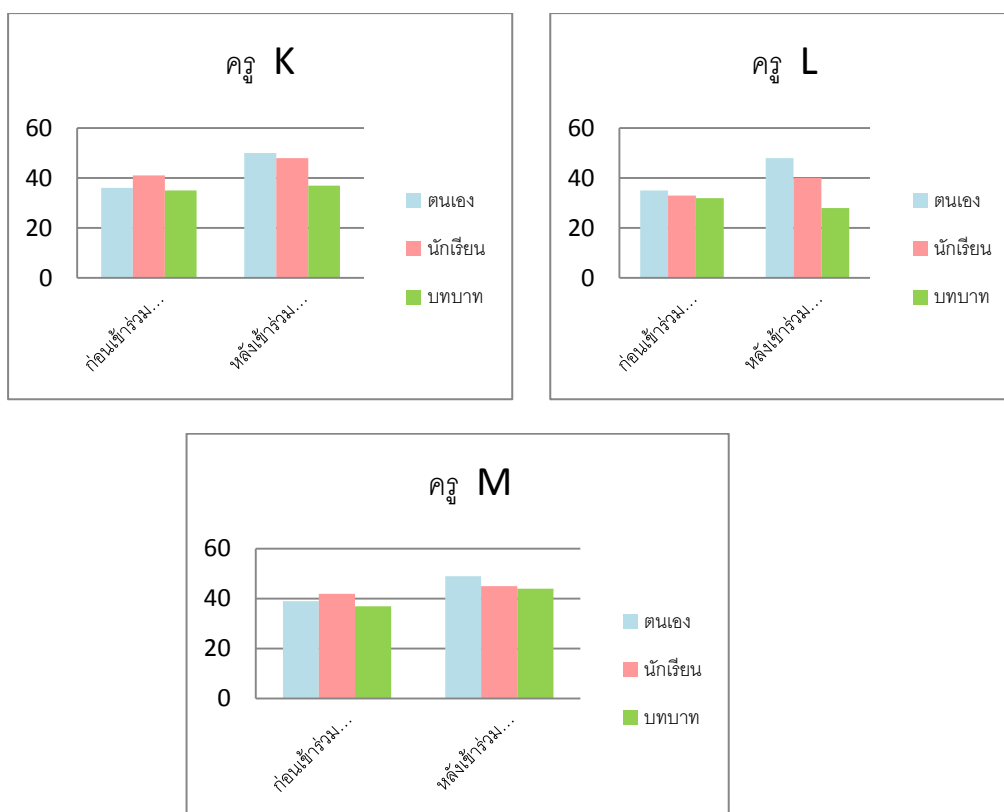 ครู K
60
40
20
0
ก่อนเข้าร่วม...
หลังเข้าร่วม...
ตนเอง
นักเรียน
บทบาท
ครู L
60
40
20
0
ก่อนเข้าร่วม...
หลังเข้าร่วม...
ตนเอง
นักเรียน
บทบาท
ครู M
60
40
20
0
ก่อนเข้าร่วม...
หลังเข้าร่วม...
ตนเอง
นักเรียน
บทบาท